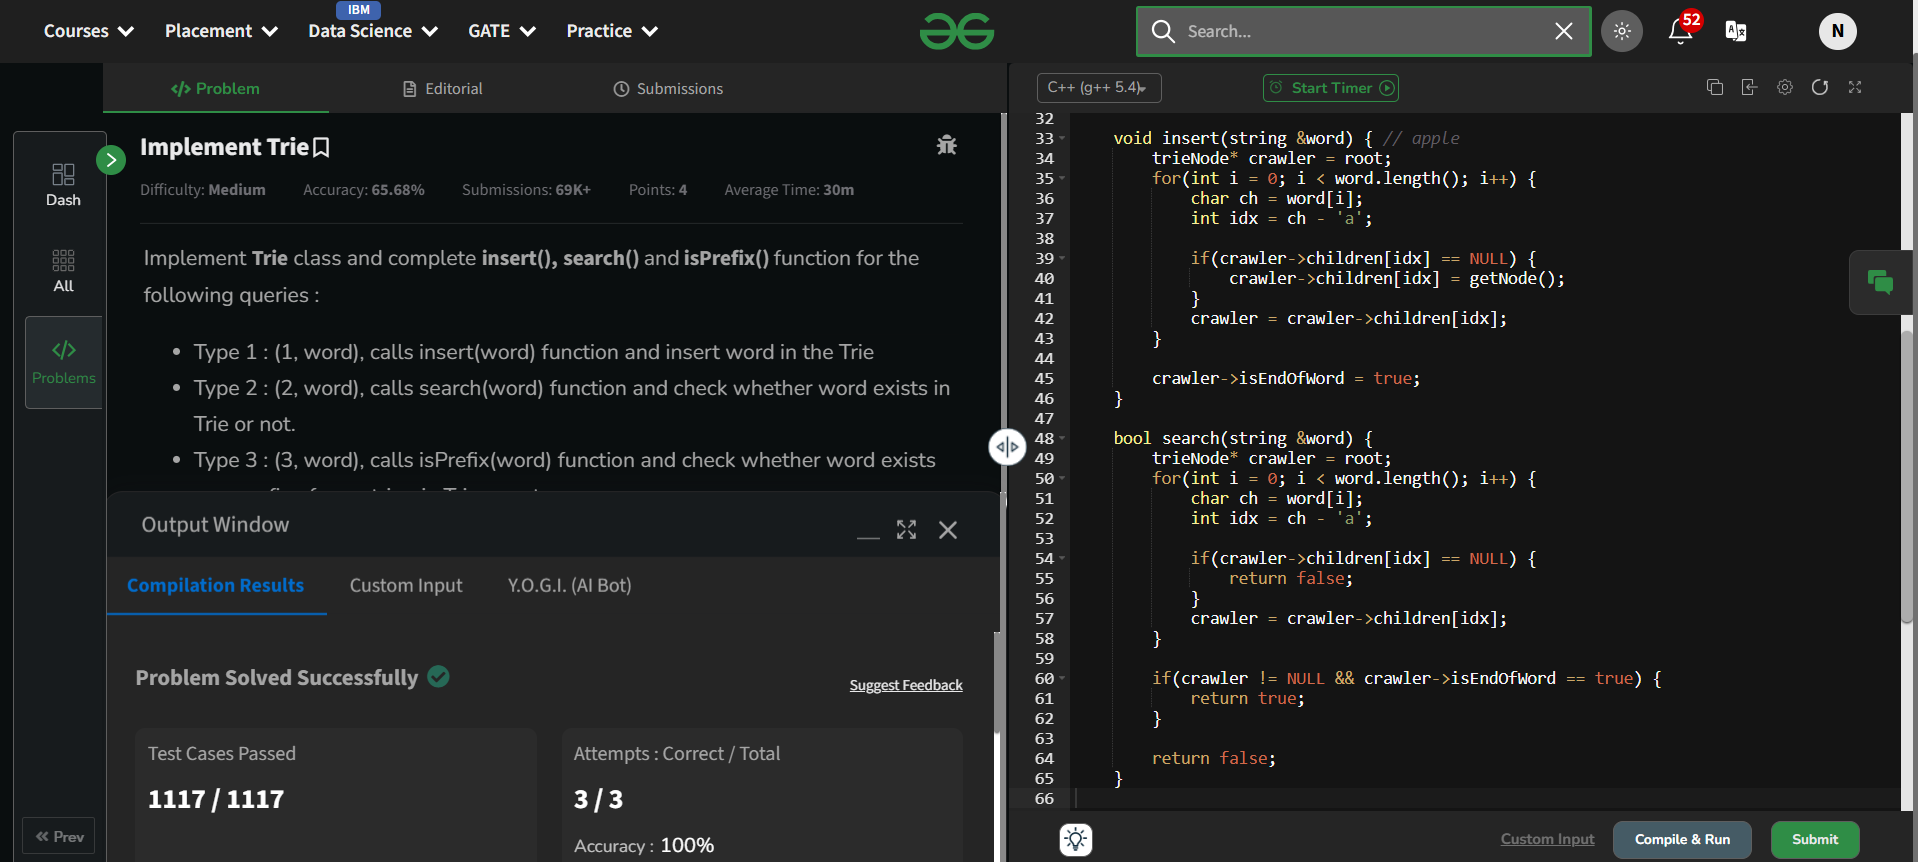 Courses Placement IBM Data Science GATE Practice Search... 52 N
Problem Editorial Submissions
Dash
All
Problems
Prev
Implement Trie
Difficulty: Medium Accuracy: 65.68% Submissions: 69K+ Points: 4 Average Time: 30m
Implement Trie class and complete insert(), search() and isPrefix() function for the
following queries :
• Type 1 : (1, word), calls insert(word) function and insert word in the Trie
• Type 2 : (2, word), calls search(word) function and check whether word exists in
Trie or not.
• Type 3 : (3, word), calls isPrefix(word) function and check whether word exists
Output Window
Compilation Results Custom Input Y.O.G.I. (AI Bot)
Problem Solved Successfully
Suggest Feedback
Test Cases Passed
1117 / 1117
Attempts : Correct / Total
3 / 3
Accuracy : 100%
C++ (g++ 5.4) Start Timer
32
33 void insert(string &word) { // apple
34 trieNode* crawler = root;
35 for(int i = 0; i < word.length(); i++) {
36 char ch = word[i];
37 int idx = ch - 'a';
38
39 if(crawler->children[idx] == NULL) {
40 crawler->children[idx] = getNode();
41 }
42 crawler = crawler->children[idx];
43 }
44
45 crawler->isEndOfWord = true;
46 }
47
48 bool search(string &word) {
49 trieNode* crawler = root;
50 for(int i = 0; i < word.length(); i++) {
51 char ch = word[i];
52 int idx = ch - 'a';
53
54 if(crawler->children[idx] == NULL) {
55 return false;
56 }
57 crawler = crawler->children[idx];
58 }
59
60 if(crawler != NULL && crawler->isEndOfWord == true) {
61 return true;
62 }
63
64 return false;
65 }
66
Custom Input Compile & Run Submit